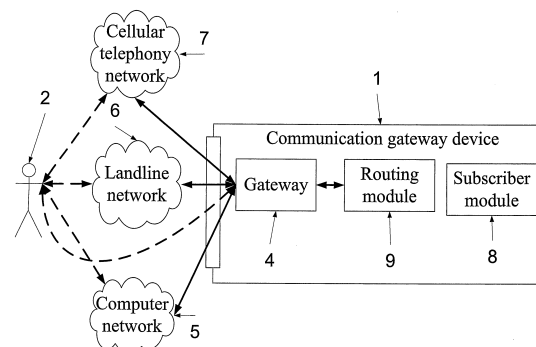 Cellular
telephony
network
7
1
2
6
Communication gateway device
Landline
network
Gateway
Routing
module
Subscriber
module
4
9
8
Computer
network
5